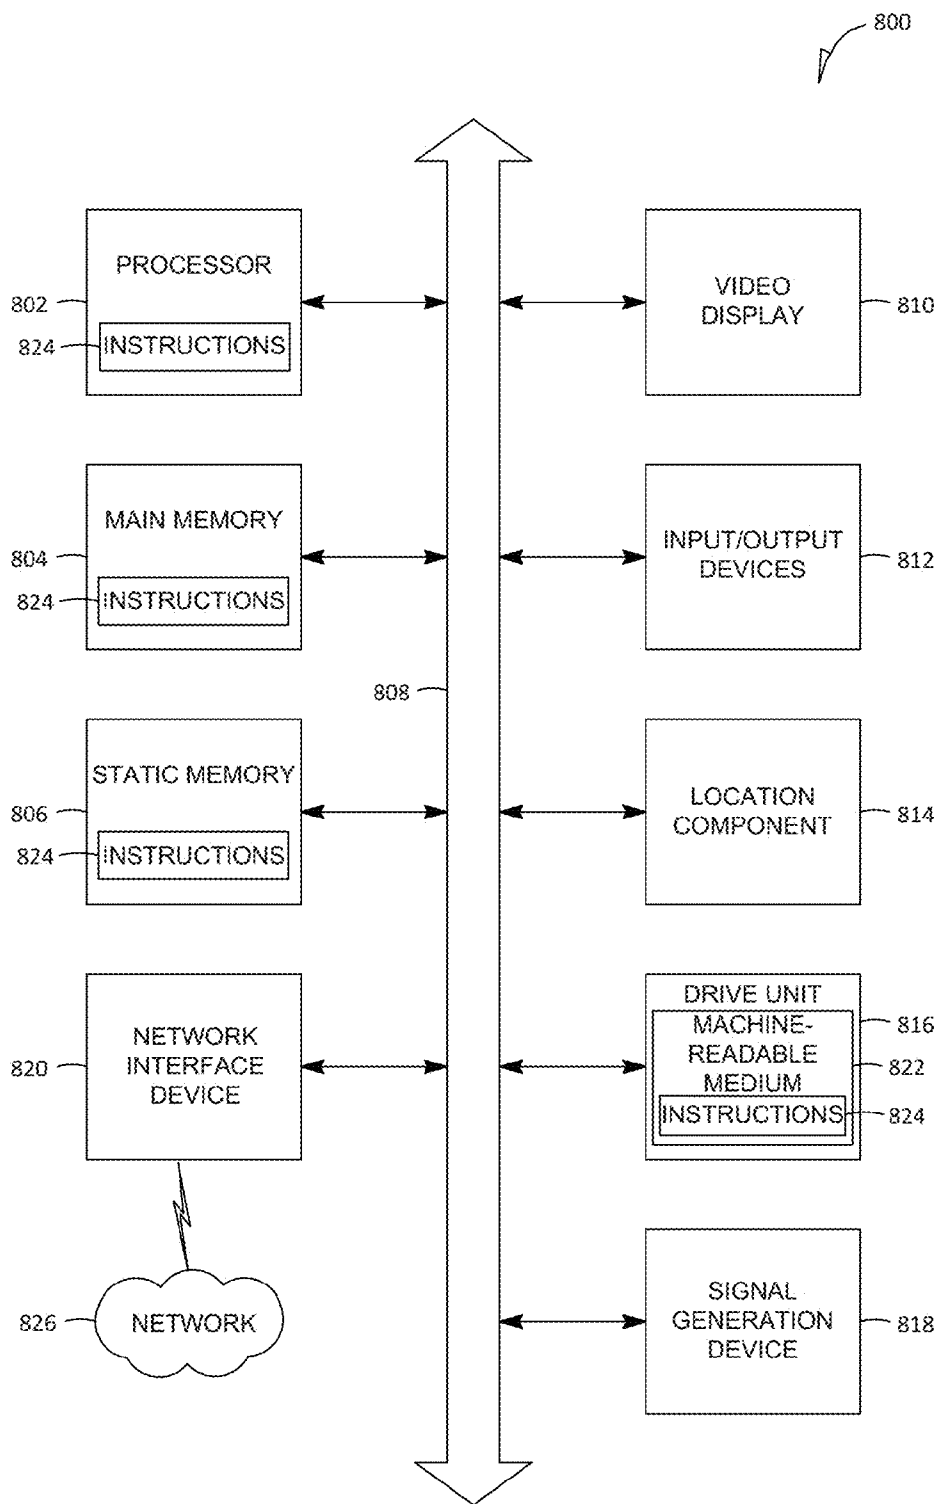 800
PROCESSOR
802
824
INSTRUCTIONS
VIDEO
DISPLAY
810
MAIN MEMORY
804
824
INSTRUCTIONS
INPUT/OUTPUT
DEVICES
812
808
STATIC MEMORY
806
824
INSTRUCTIONS
LOCATION
COMPONENT
814
NETWORK
INTERFACE
DEVICE
820
DRIVE UNIT
MACHINE-
READABLE
MEDIUM
INSTRUCTIONS
816
822
824
NETWORK
826
SIGNAL
GENERATION
DEVICE
818